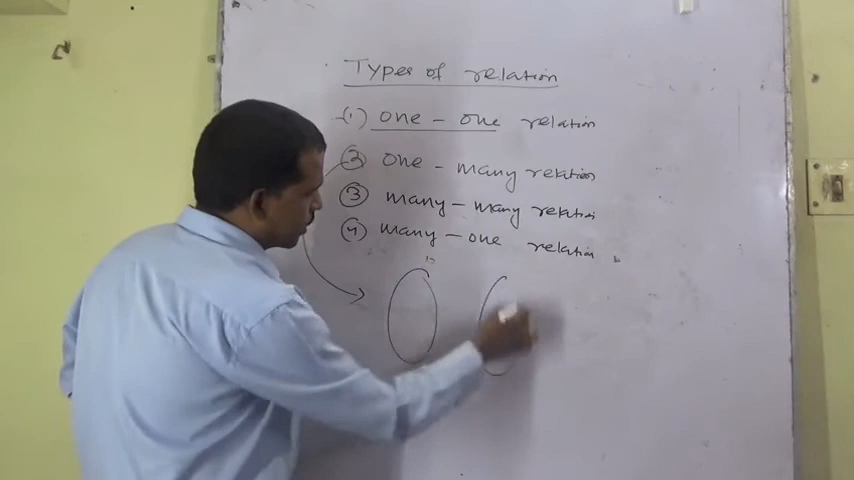 Types of relation
(1) one - one relation
(2) one - many relation
(3) many - many relation
(4) many - one relation